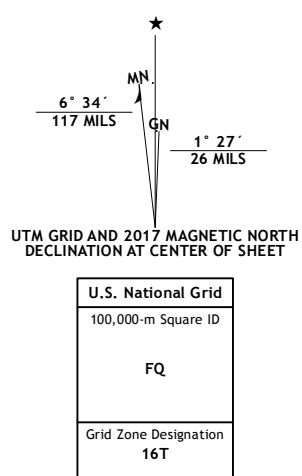 ★
MN
6° 34´
117 MILS
GN
1° 27´
26 MILS
UTM GRID AND 2017 MAGNETIC NORTH
DECLINATION AT CENTER OF SHEET
U.S. National Grid
100,000-m Square ID
FQ
Grid Zone Designation
16T